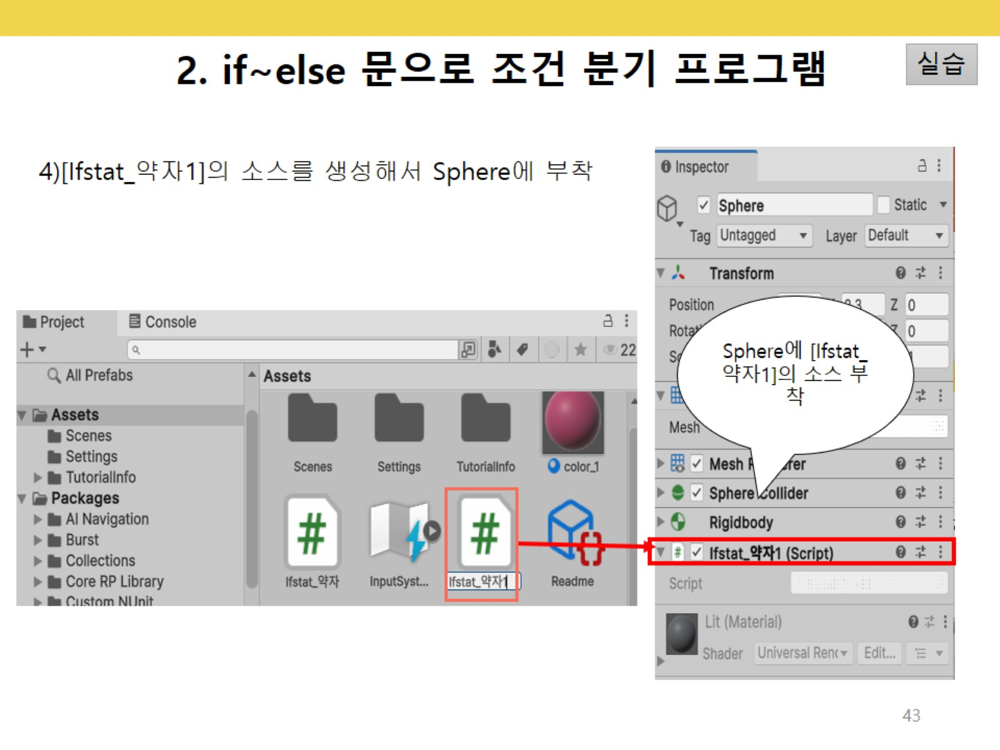 2. if~else 문으로 조건 분기 프로그램
실습
4)[Ifstat_약자1]의 소스를 생성해서 Sphere에 부착
Project
Console
22
All Prefabs
Assets
Scenes
Settings
TutorialInfo
Packages
AI Navigation
Burst
Collections
Core RP Library
Custom NUnit
Assets
Scenes
Settings
TutorialInfo
color_1
Ifstat_약자
InputSyst...
Ifstat_약자1
Readme
Inspector
Sphere
Static
Tag
Untagged
Layer
Default
Transform
Position
Z
0
0
Mesh
Sphere에 [Ifstat_
약자1]의 소스 부
착
Mesh
Sphere Collider
Rigidbody
Ifstat_약자1 (Script)
Script
Lit (Material)
Shader
Universal Rend
Edit...
43